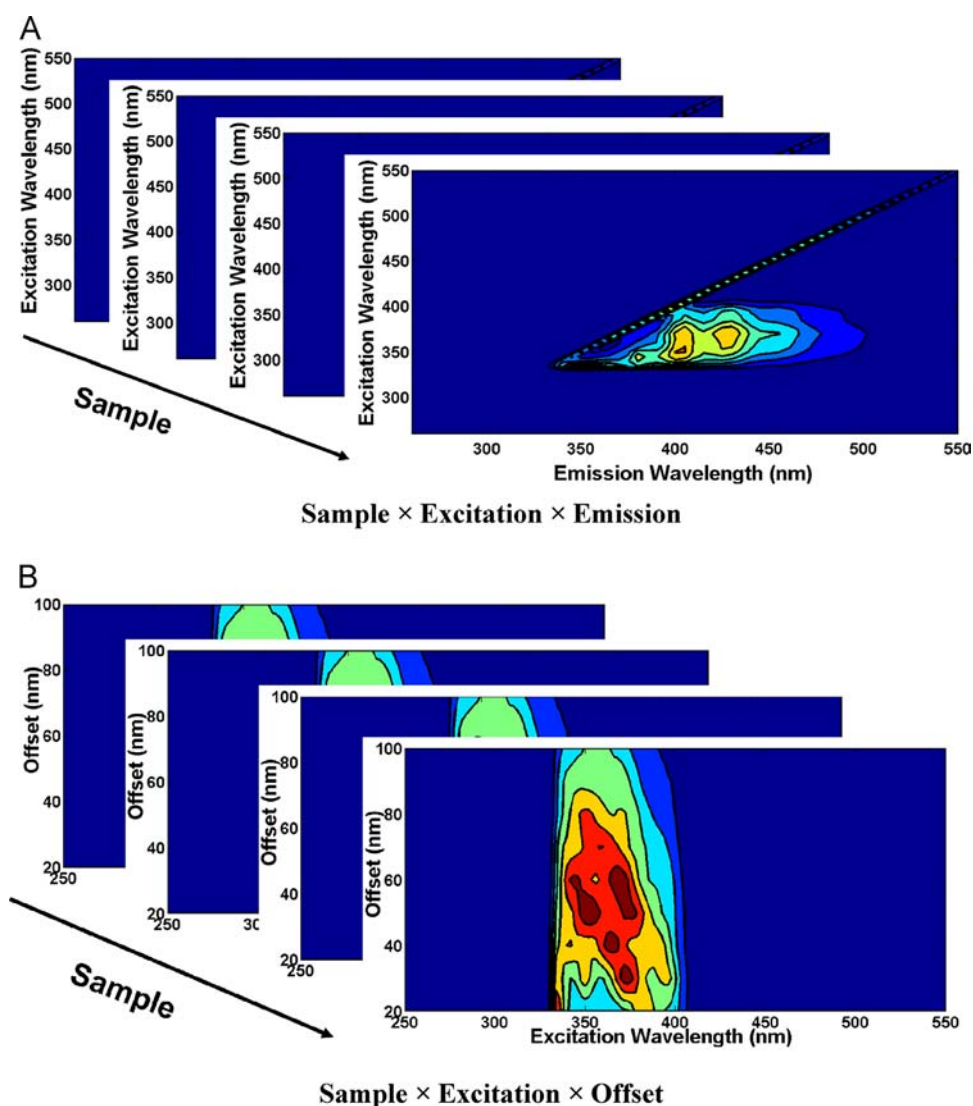 A
Excitation Wavelength (nm)
550
500
450
400
350
300
Excitation Wavelength (nm)
550
500
450
400
350
300
Excitation Wavelength (nm)
550
500
450
400
350
300
Excitation Wavelength (nm)
550
500
450
400
350
300
300 350 400 450 500 550
Emission Wavelength (nm)
Sample
Sample × Excitation × Emission
B
Offset (nm)
100
80
60
40
20
250
Offset (nm)
100
80
60
40
20
250 30
Offset (nm)
100
80
60
40
20
250
Offset (nm)
100
80
60
40
20
250 300 350 400 450 500 550
Excitation Wavelength (nm)
Sample
Sample × Excitation × Offset